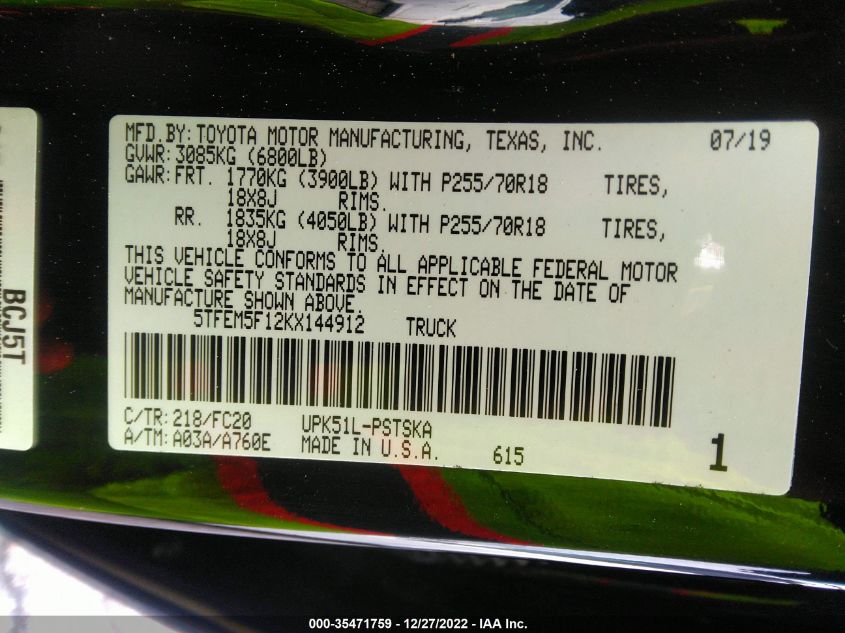 MFD.BY: TOYOTA MOTOR MANUFACTURING, TEXAS, INC. 07/19
GVWR: 3085KG (6800LB)
GAWR: FRT. 1770KG (3900LB) WITH P255/70R18 TIRES,
18X8J RIMS.
RR. 1835KG (4050LB) WITH P255/70R18 TIRES,
18X8J RIMS.
THIS VEHICLE CONFORMS TO ALL APPLICABLE FEDERAL MOTOR
VEHICLE SAFETY STANDARDS IN EFFECT ON THE DATE OF
MANUFACTURE SHOWN ABOVE.
5TFEM5F12KX144912 TRUCK
C/TR: 218/FC20 UPK51L-PSTSKA
A/TM: A03A/A760E MADE IN U.S.A. 615 1
BCJ5T
000-35471759 - 12/27/2022 - IAA Inc.